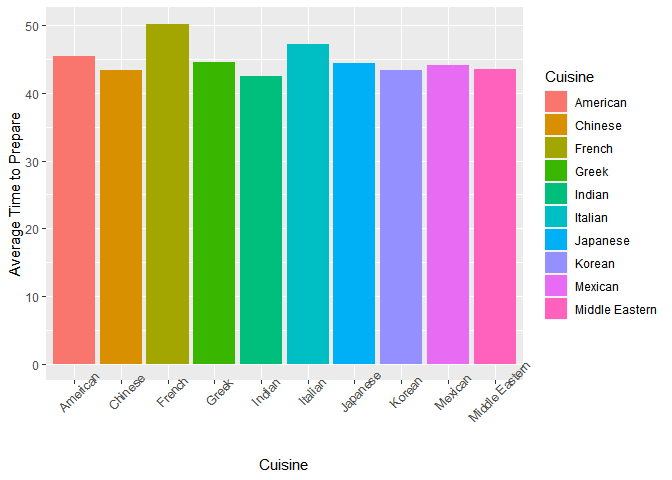 50
40
30
20
10
0
Average Time to Prepare
American
Chinese
French
Greek
Indian
Italian
Japanese
Korean
Mexican
Middle Eastern
Cuisine
Cuisine
American
Chinese
French
Greek
Indian
Italian
Japanese
Korean
Mexican
Middle Eastern